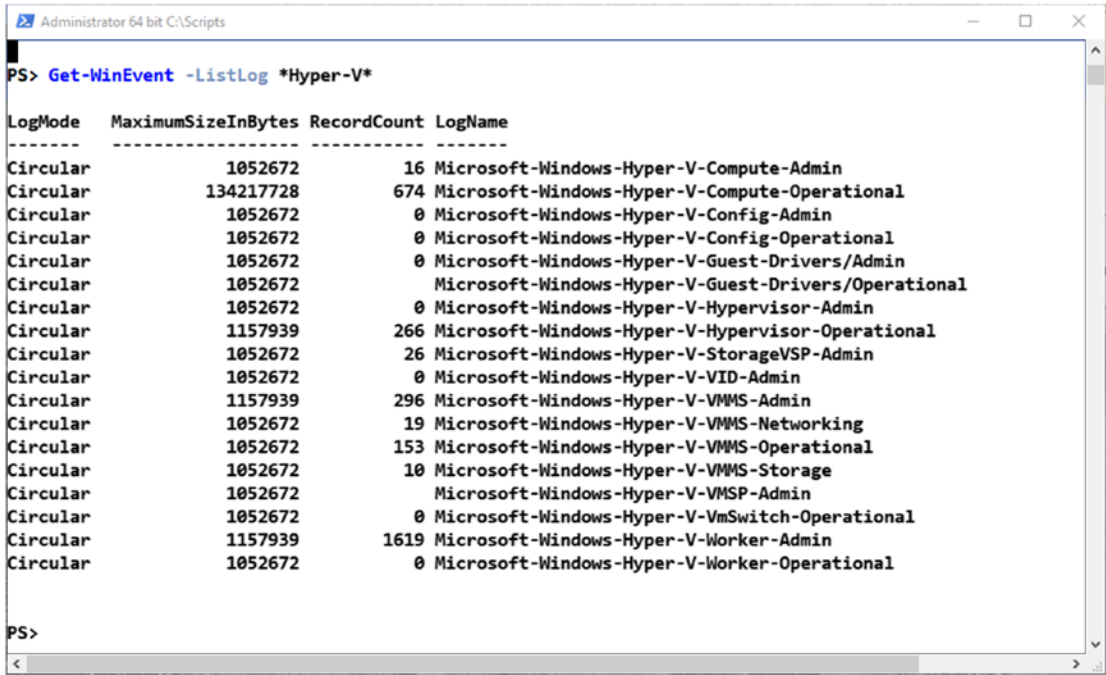 Administrator 64 bit C:\Scripts
PS> Get-WinEvent -ListLog *Hyper-V*
LogMode   MaximumSizeInBytes RecordCount LogName
-------   ------------------ ----------- -------
Circular             1052672          16 Microsoft-Windows-Hyper-V-Compute-Admin
Circular           134217728         674 Microsoft-Windows-Hyper-V-Compute-Operational
Circular             1052672           0 Microsoft-Windows-Hyper-V-Config-Admin
Circular             1052672           0 Microsoft-Windows-Hyper-V-Config-Operational
Circular             1052672           0 Microsoft-Windows-Hyper-V-Guest-Drivers/Admin
Circular             1052672             Microsoft-Windows-Hyper-V-Guest-Drivers/Operational
Circular             1052672           0 Microsoft-Windows-Hyper-V-Hypervisor-Admin
Circular             1157939         266 Microsoft-Windows-Hyper-V-Hypervisor-Operational
Circular             1052672          26 Microsoft-Windows-Hyper-V-StorageVSP-Admin
Circular             1052672           0 Microsoft-Windows-Hyper-V-VID-Admin
Circular             1157939         296 Microsoft-Windows-Hyper-V-VMMS-Admin
Circular             1052672          19 Microsoft-Windows-Hyper-V-VMMS-Networking
Circular             1052672         153 Microsoft-Windows-Hyper-V-VMMS-Operational
Circular             1052672          10 Microsoft-Windows-Hyper-V-VMMS-Storage
Circular             1052672             Microsoft-Windows-Hyper-V-VMSP-Admin
Circular             1052672           0 Microsoft-Windows-Hyper-V-VmSwitch-Operational
Circular             1157939        1619 Microsoft-Windows-Hyper-V-Worker-Admin
Circular             1052672           0 Microsoft-Windows-Hyper-V-Worker-Operational
PS>